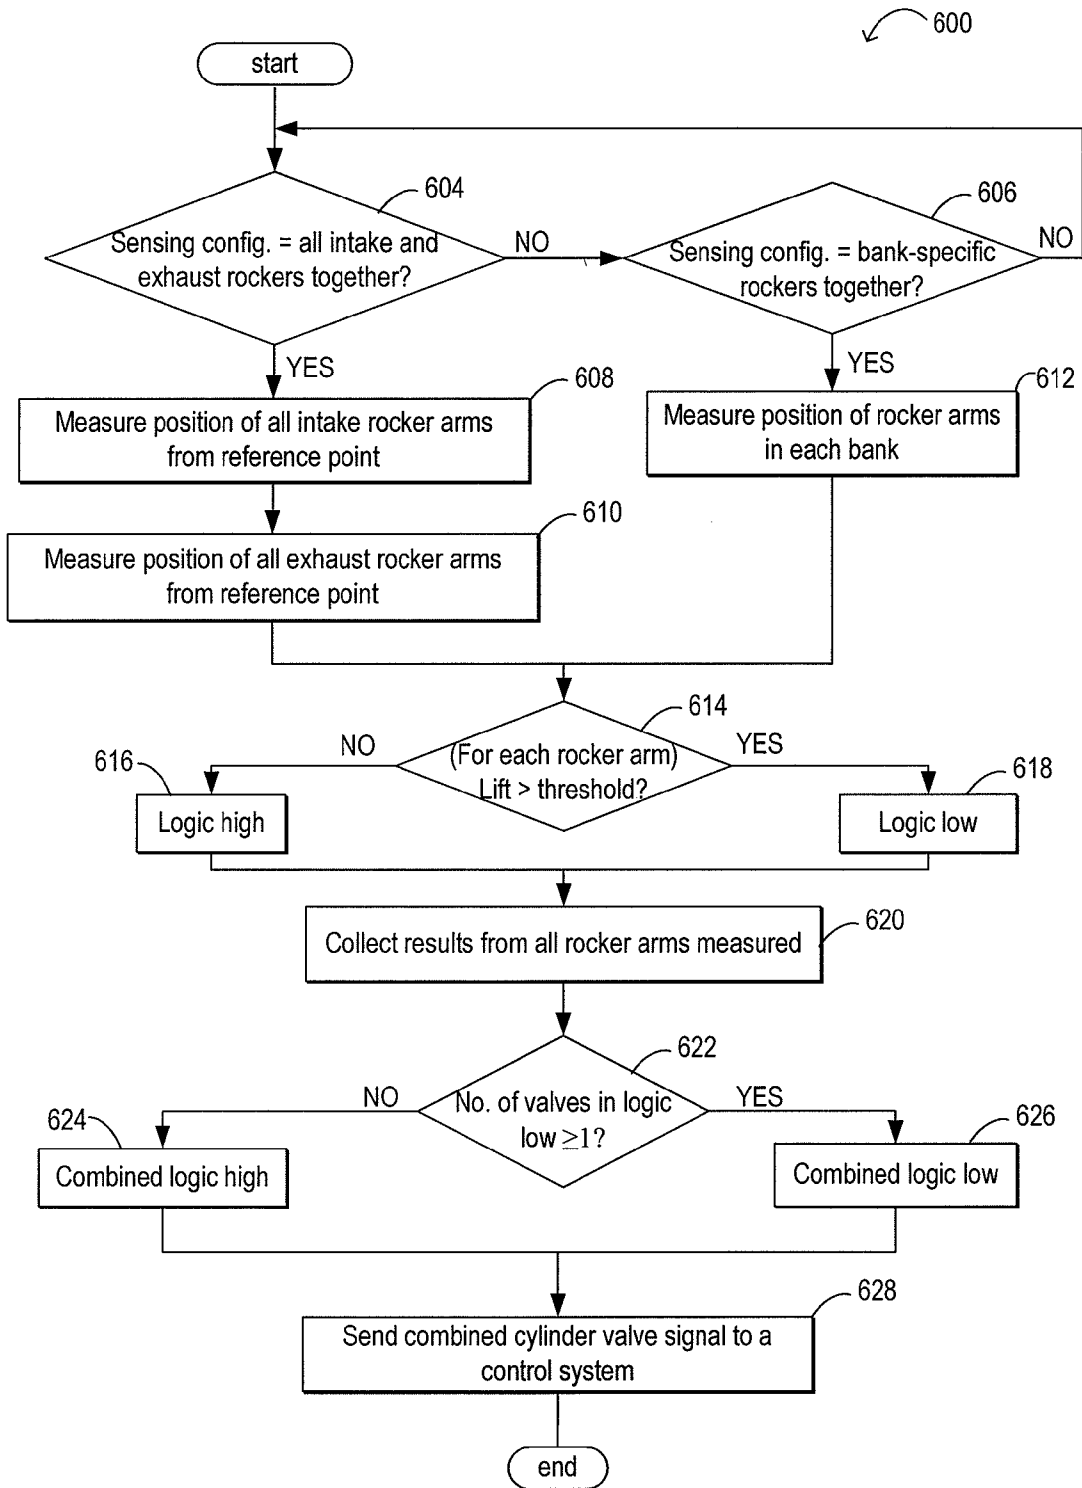 600
start
604
Sensing config. = all intake and
exhaust rockers together?
NO
606
Sensing config. = bank-specific
rockers together?
NO
YES
608
Measure position of all intake rocker arms
from reference point
YES
612
Measure position of rocker arms
in each bank
610
Measure position of all exhaust rocker arms
from reference point
614
(For each rocker arm)
Lift > threshold?
NO
YES
616
Logic high
618
Logic low
620
Collect results from all rocker arms measured
622
No. of valves in logic
low ≥1?
NO
YES
624
Combined logic high
626
Combined logic low
628
Send combined cylinder valve signal to a
control system
end